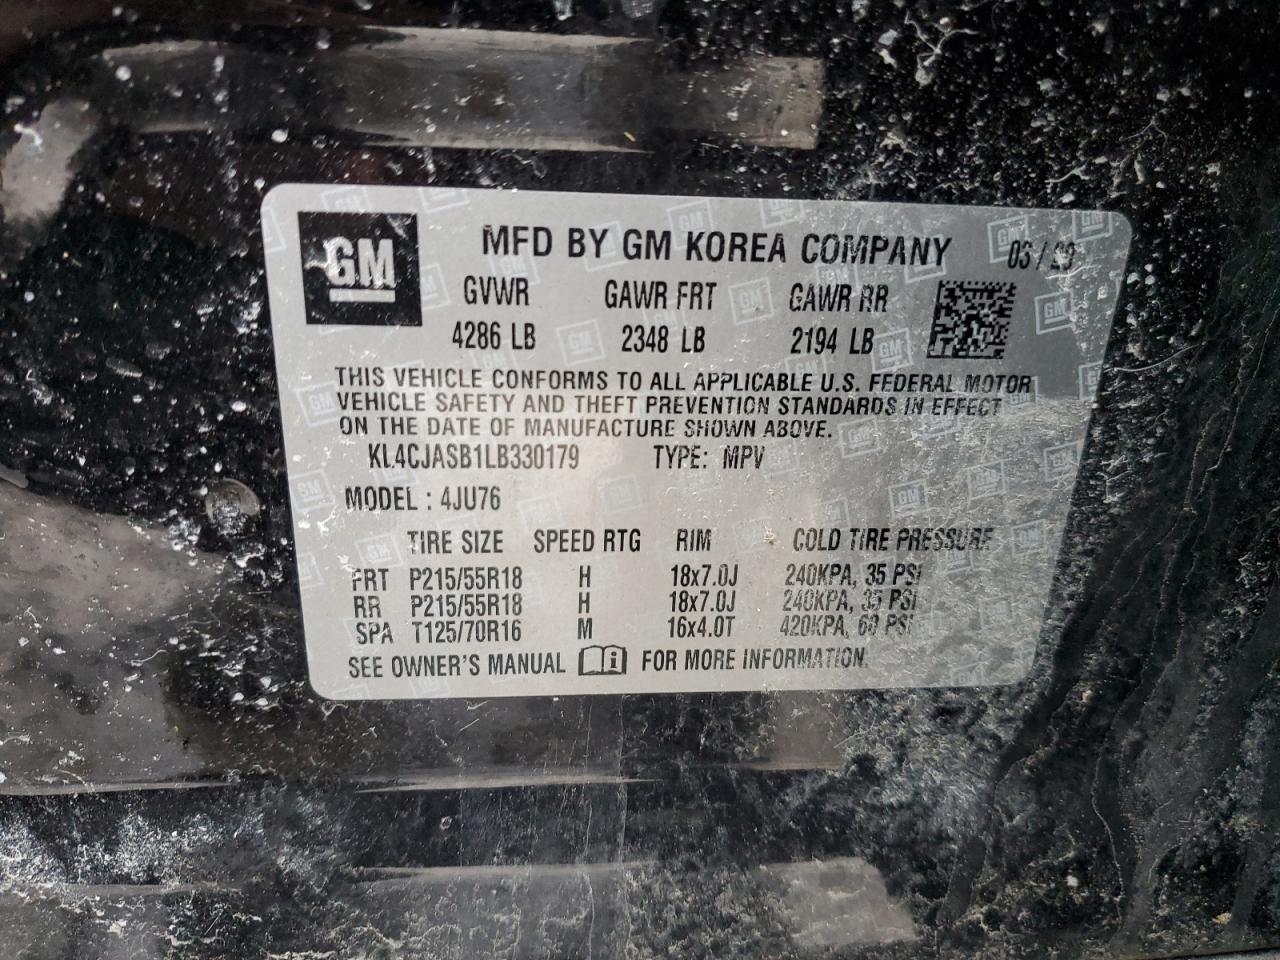 GM MFD BY GM KOREA COMPANY 03/20
GVWR GAWR FRT GAWR RR
4286 LB 2348 LB 2194 LB
THIS VEHICLE CONFORMS TO ALL APPLICABLE U.S. FEDERAL MOTOR
VEHICLE SAFETY AND THEFT PREVENTION STANDARDS IN EFFECT
ON THE DATE OF MANUFACTURE SHOWN ABOVE.
KL4CJASB1LB330179 TYPE: MPV
MODEL : 4JU76
TIRE SIZE SPEED RTG RIM COLD TIRE PRESSURE
FRT P215/55R18 H 18x7.0J 240KPA, 35 PSI
RR P215/55R18 H 18x7.0J 240KPA, 35 PSI
SPA T125/70R16 M 16x4.0T 420KPA, 60 PSI
SEE OWNER'S MANUAL i FOR MORE INFORMATION.